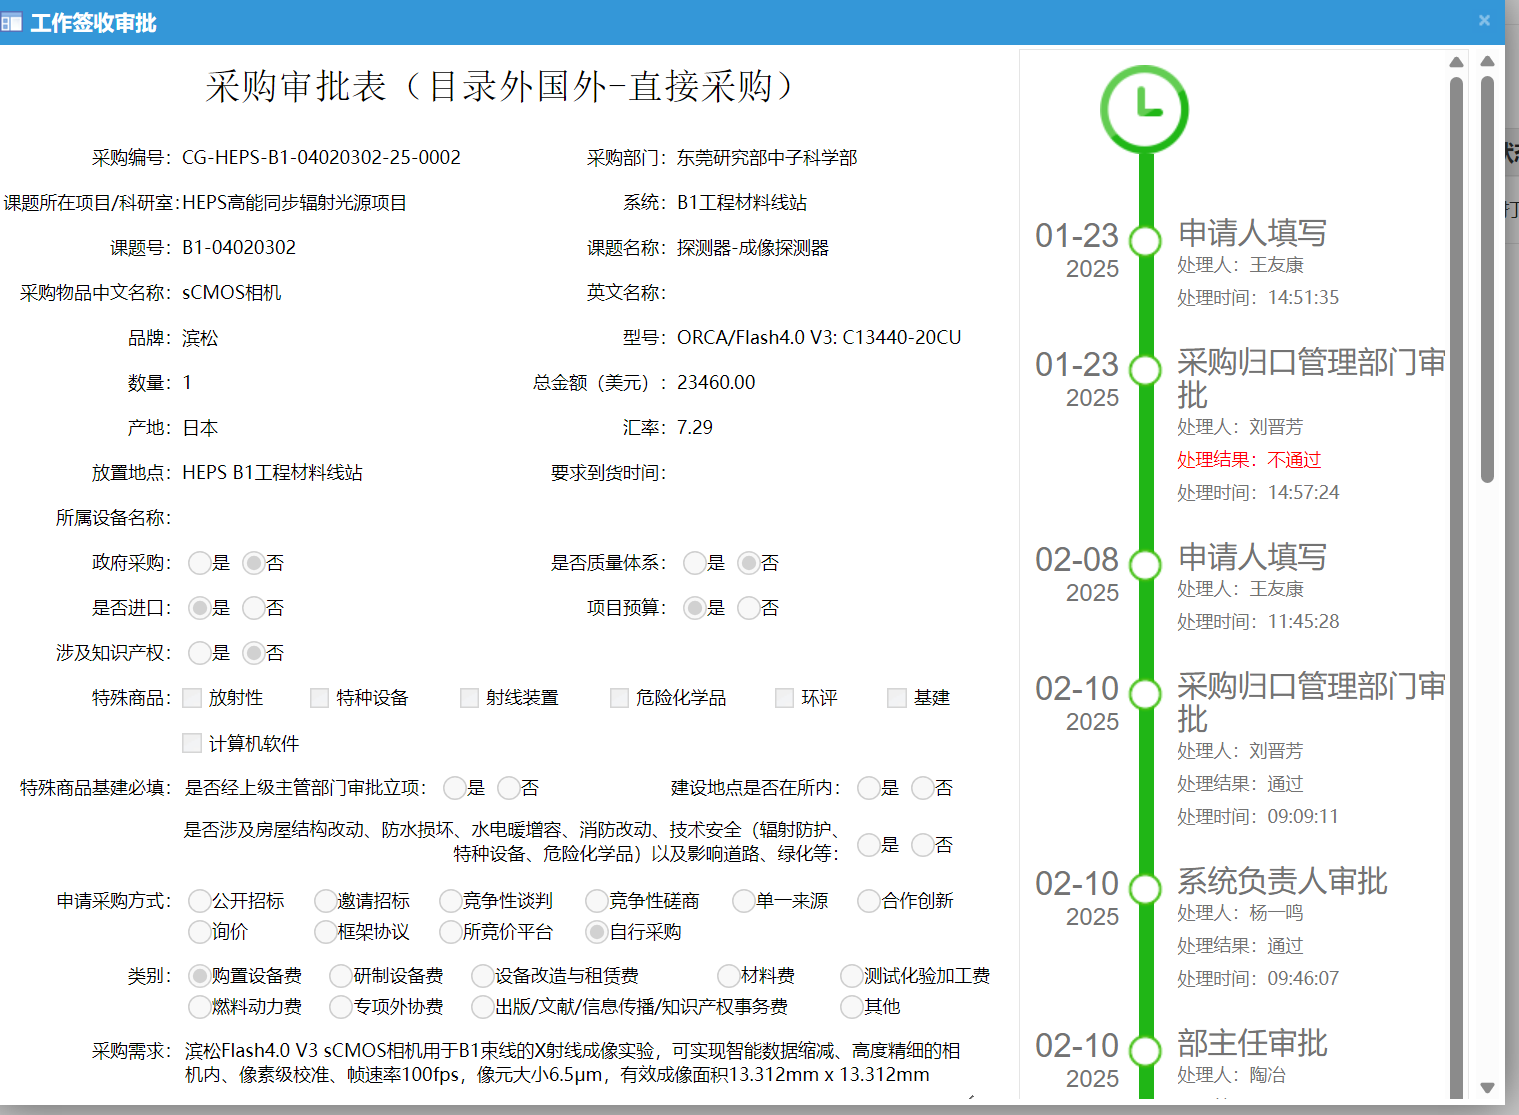 工作签收审批
采购审批表（目录外国外-直接采购）
采购编号：CG-HEPS-B1-04020302-25-0002 采购部门：东莞研究部中子科学部
课题所在项目/科研室：HEPS高能同步辐射光源项目 系统：B1工程材料线站
课题号：B1-04020302 课题名称：探测器-成像探测器
采购物品中文名称：sCMOS相机 英文名称：
品牌：滨松 型号：ORCA/Flash4.0 V3: C13440-20CU
数量：1 总金额（美元）：23460.00
产地：日本 汇率：7.29
放置地点：HEPS B1工程材料线站 要求到货时间：
所属设备名称：
政府采购：是 否 是否质量体系：是 否
是否进口：是 否 项目预算：是 否
涉及知识产权：是 否
特殊商品：放射性 特种设备 射线装置 危险化学品 环评 基建
计算机软件
特殊商品基建必填：是否经上级主管部门审批立项：是 否 建设地点是否在所内：是 否
是否涉及房屋结构改动、防水损坏、水电暖增容、消防改动、技术安全（辐射防护、
特种设备、危险化学品）以及影响道路、绿化等：是 否
申请采购方式：公开招标 邀请招标 竞争性谈判 竞争性磋商 单一来源 合作创新
询价 框架协议 所竞价平台 自行采购
类别：购置设备费 研制设备费 设备改造与租赁费 材料费 测试化验加工费
燃料动力费 专项外协费 出版/文献/信息传播/知识产权事务费 其他
采购需求：滨松Flash4.0 V3 sCMOS相机用于B1束线的X射线成像实验，可实现智能数据缩减、高度精细的相
机内、像素级校准、帧速率100fps，像元大小6.5μm，有效成像面积13.312mm x 13.312mm
01-23 申请人填写
2025 处理人：王友康
处理时间：14:51:35
01-23 采购归口管理部门审
2025 批
处理人：刘晋芳
处理结果：不通过
处理时间：14:57:24
02-08 申请人填写
2025 处理人：王友康
处理时间：11:45:28
02-10 采购归口管理部门审
2025 批
处理人：刘晋芳
处理结果：通过
处理时间：09:09:11
02-10 系统负责人审批
2025 处理人：杨一鸣
处理结果：通过
处理时间：09:46:07
02-10 部主任审批
2025 处理人：陶冶